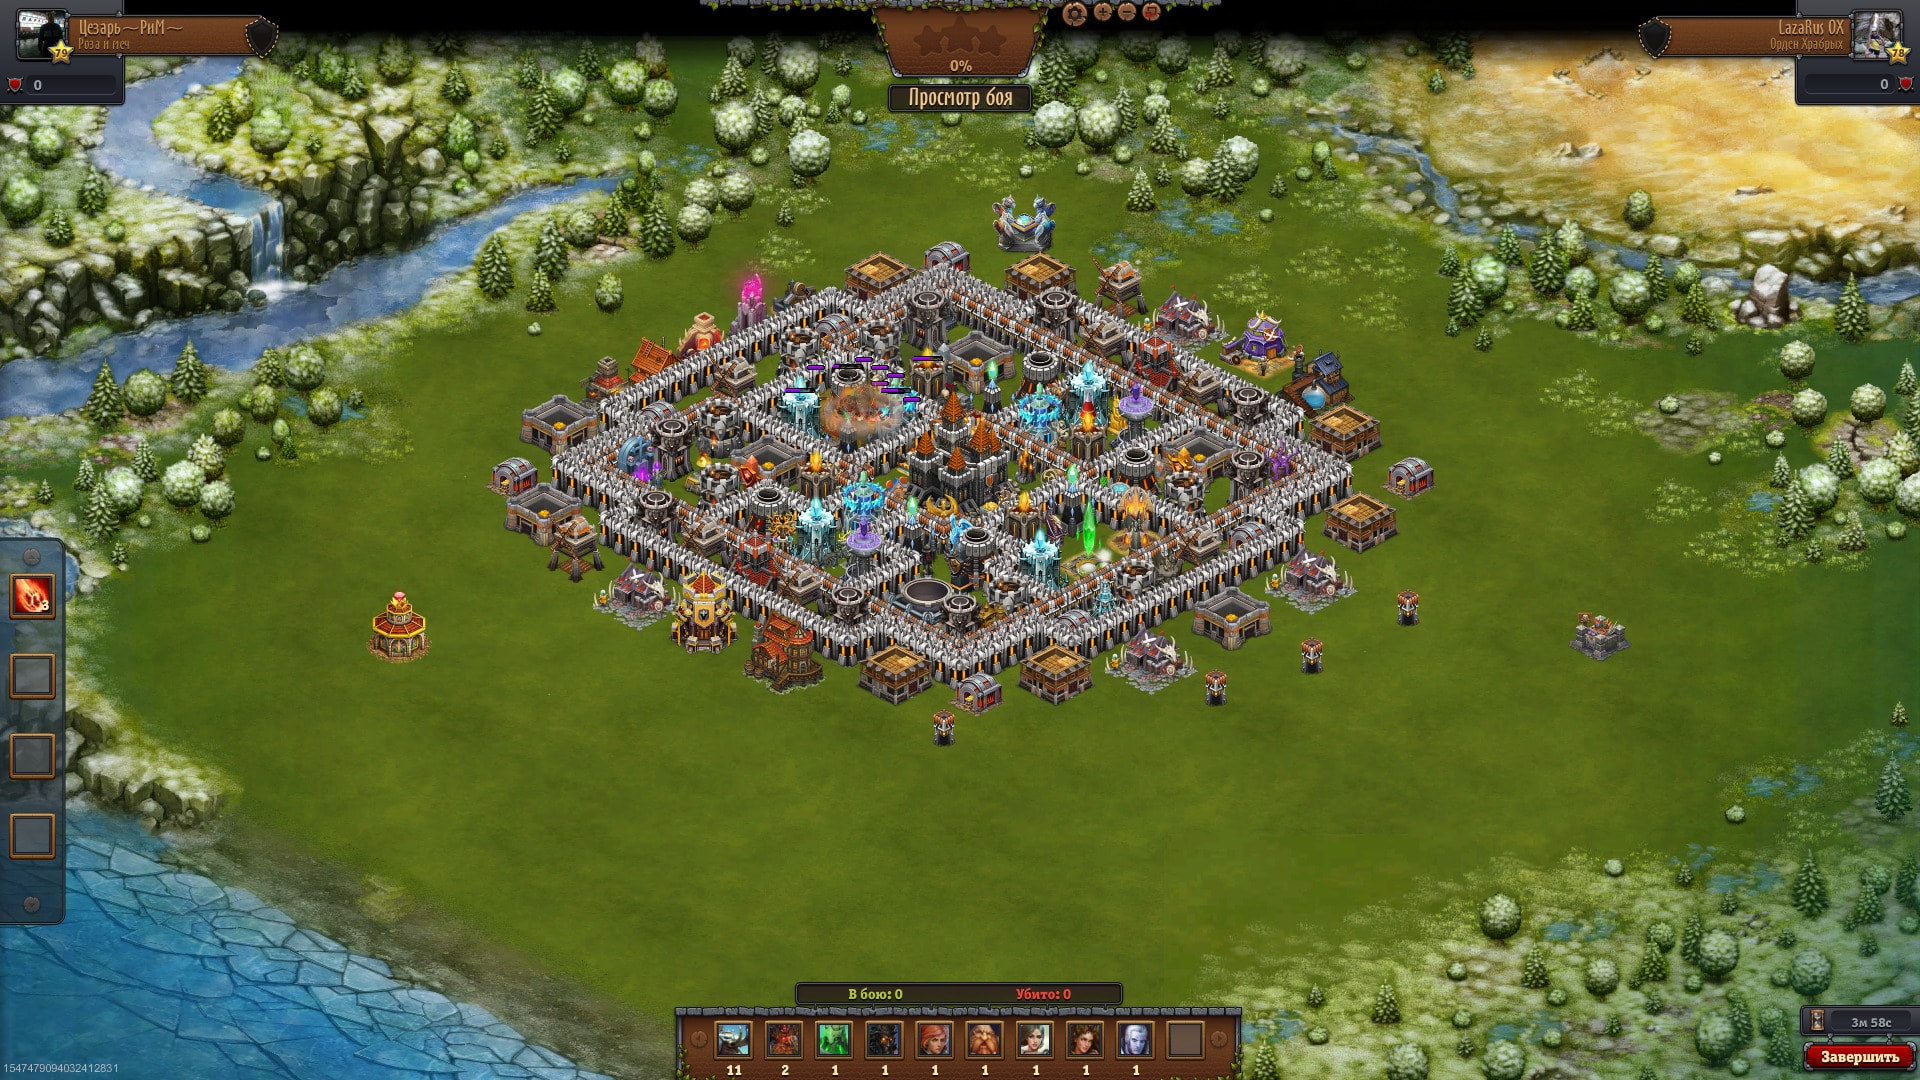 Цезарь~РиМ~
Роза и меч
79
0
0%
Просмотр боя
LazaRus OX
Орден Храбрых
78
0
3
В бою: 0
Убито: 0
11
2
1
1
1
1
1
1
1
3м 58с
Завершить
1547479094032412831